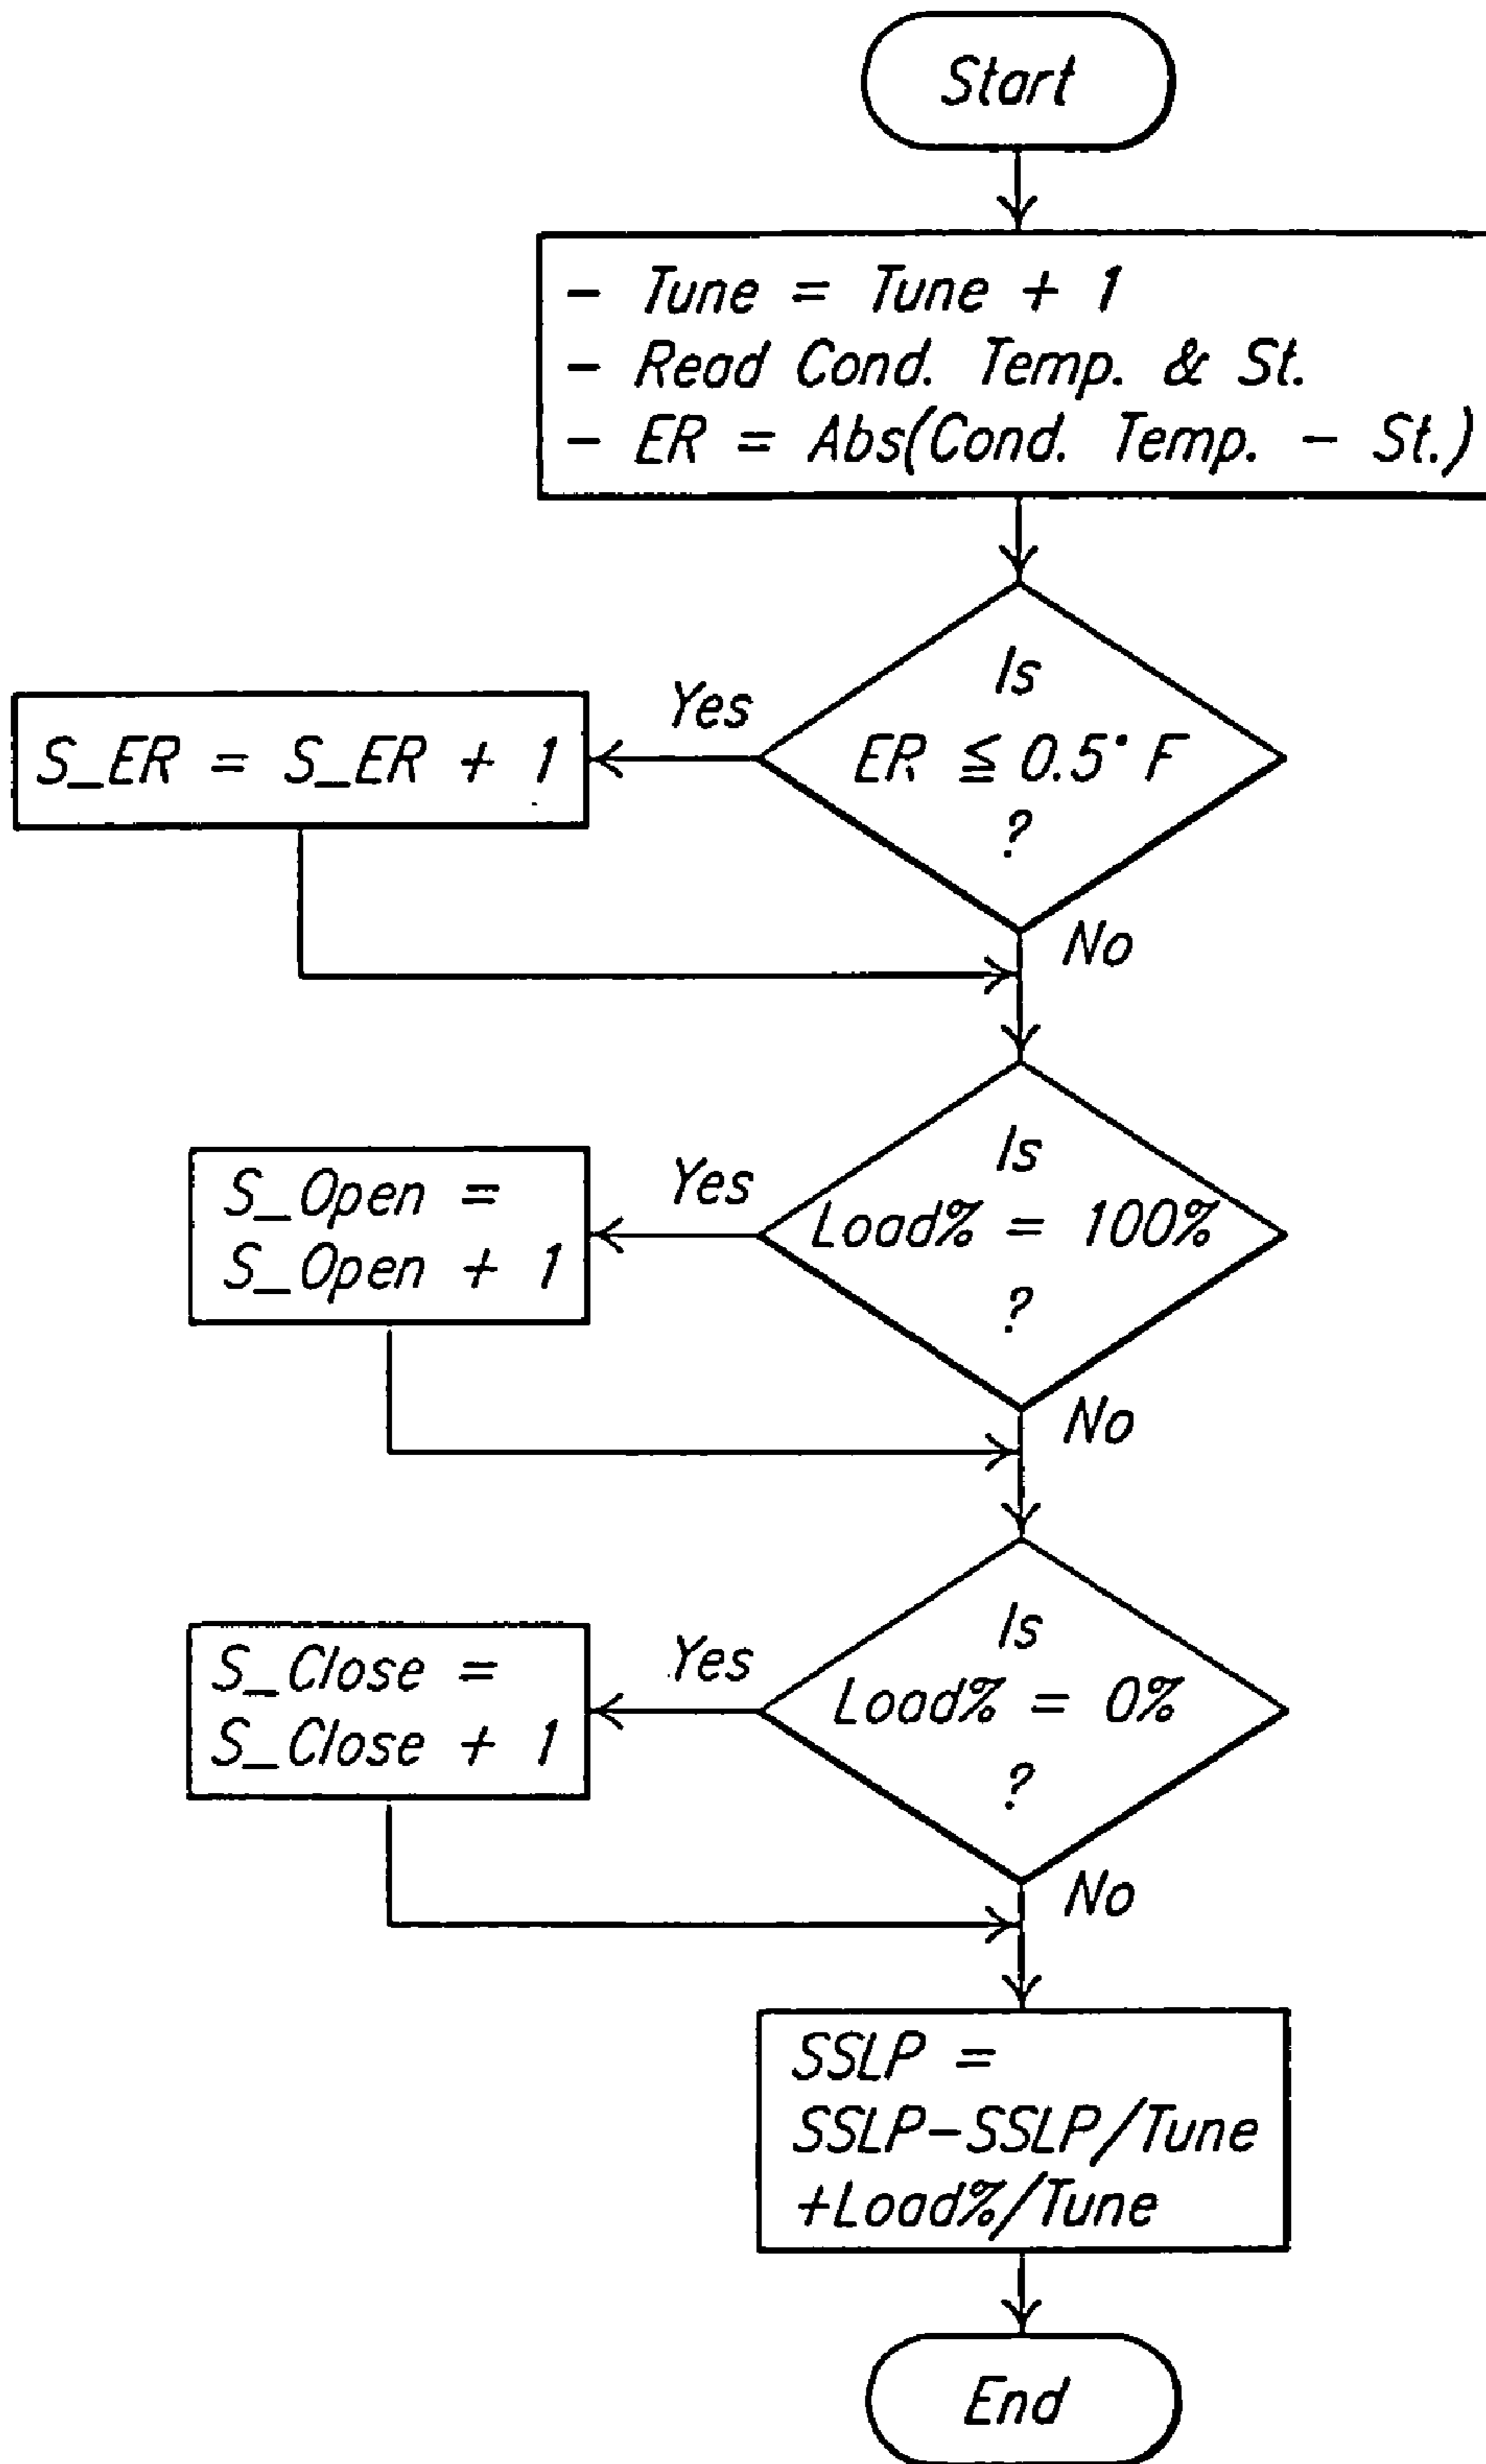 Start
- Tune = Tune + 1
- Read Cond. Temp. & St.
- ER = Abs(Cond. Temp. - St.)
Is
ER ≦ 0.5° F
?
Yes
S_ER = S_ER + 1
No
Is
Load% = 100%
?
Yes
S_Open =
S_Open + 1
No
Is
Load% = 0%
?
Yes
S_Close =
S_Close + 1
No
SSLP =
SSLP-SSLP/Tune
+Load%/Tune
End